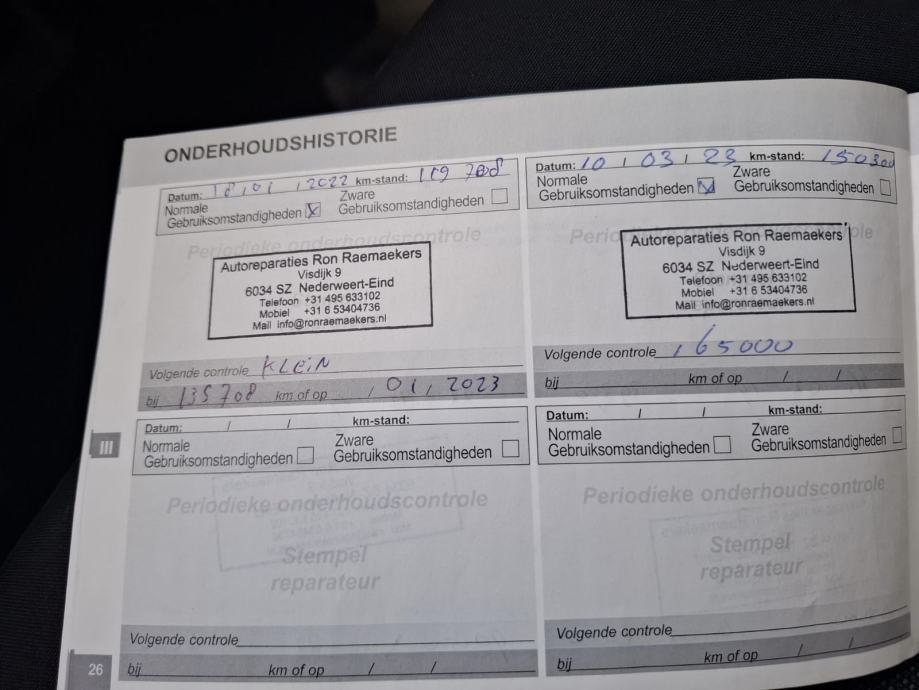 ONDERHOUDSHISTORIE
Datum: 18, 01, 2022 km-stand: 119 708
Normale
Gebruiksomstandigheden
Zware
Gebruiksomstandigheden
Periodieke onderhoudscontrole
Autoreparaties Ron Raemaekers
Visdijk 9
6034 SZ Nederweert-Eind
Telefoon +31 495 633102
Mobiel +31 6 53404736
Mail info@ronraemaekers.nl
Volgende controle KLEIN
bij 135708 km of op / 01, 2023
Datum: 10 / 03 / 23 km-stand: 150300
Normale
Gebruiksomstandigheden
Zware
Gebruiksomstandigheden
Autoreparaties Ron Raemaekers
Visdijk 9
6034 SZ Nederweert-Eind
Telefoon +31 495 633102
Mobiel +31 6 53404736
Mail info@ronraemaekers.nl
Volgende controle 165000
bij km of op / /
III
Datum: / / km-stand:
Normale
Gebruiksomstandigheden
Zware
Gebruiksomstandigheden
Periodieke onderhoudscontrole
Stempel
reparateur
Volgende controle
bij km of op / /
Datum: / / km-stand:
Normale
Gebruiksomstandigheden
Zware
Gebruiksomstandigheden
Periodieke onderhoudscontrole
Stempel
reparateur
Volgende controle
bij km of op / /
26